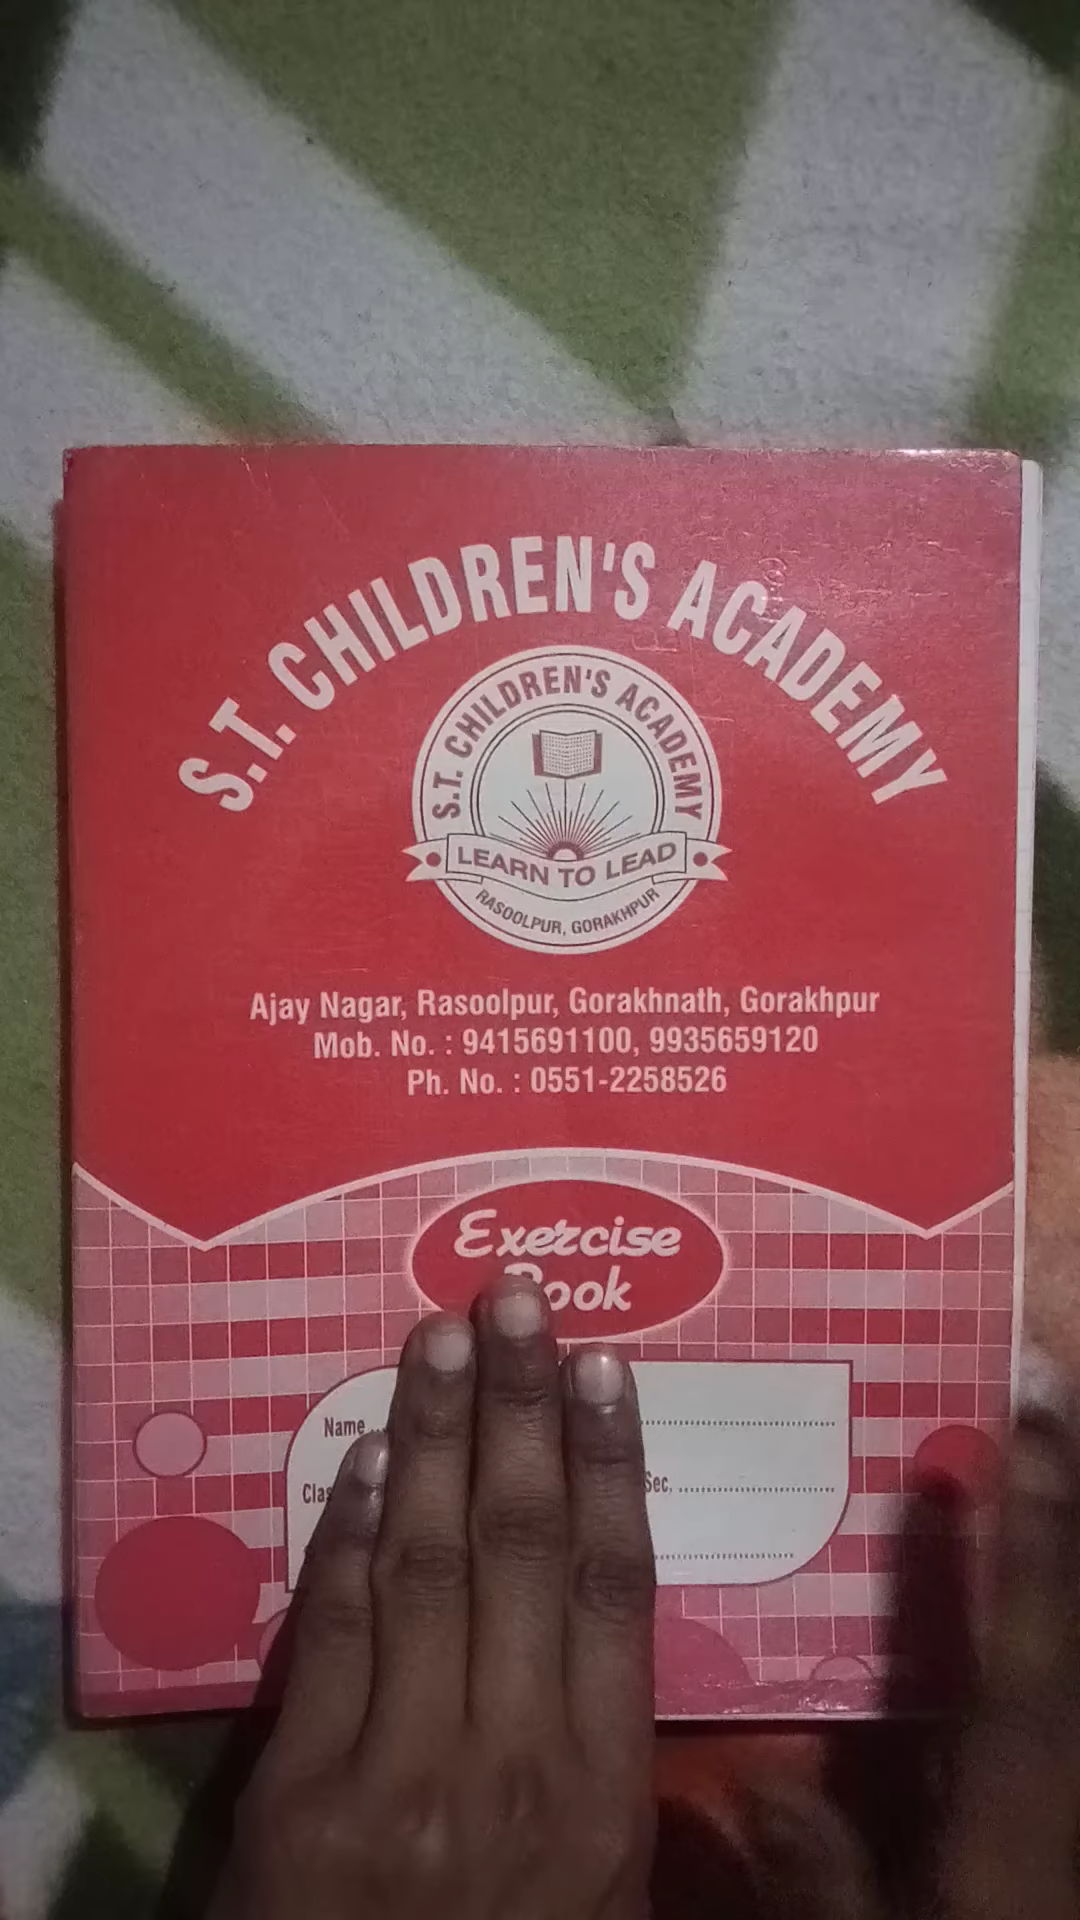 S.T. CHILDREN'S ACADEMY
S.T. CHILDREN'S ACADEMY
LEARN TO LEAD
RASOOLPUR, GORAKHPUR
Ajay Nagar, Rasoolpur, Gorakhnath, Gorakhpur
Mob. No. : 9415691100, 9935659120
Ph. No. : 0551-2258526
Exercise
Book
Name
Sec.